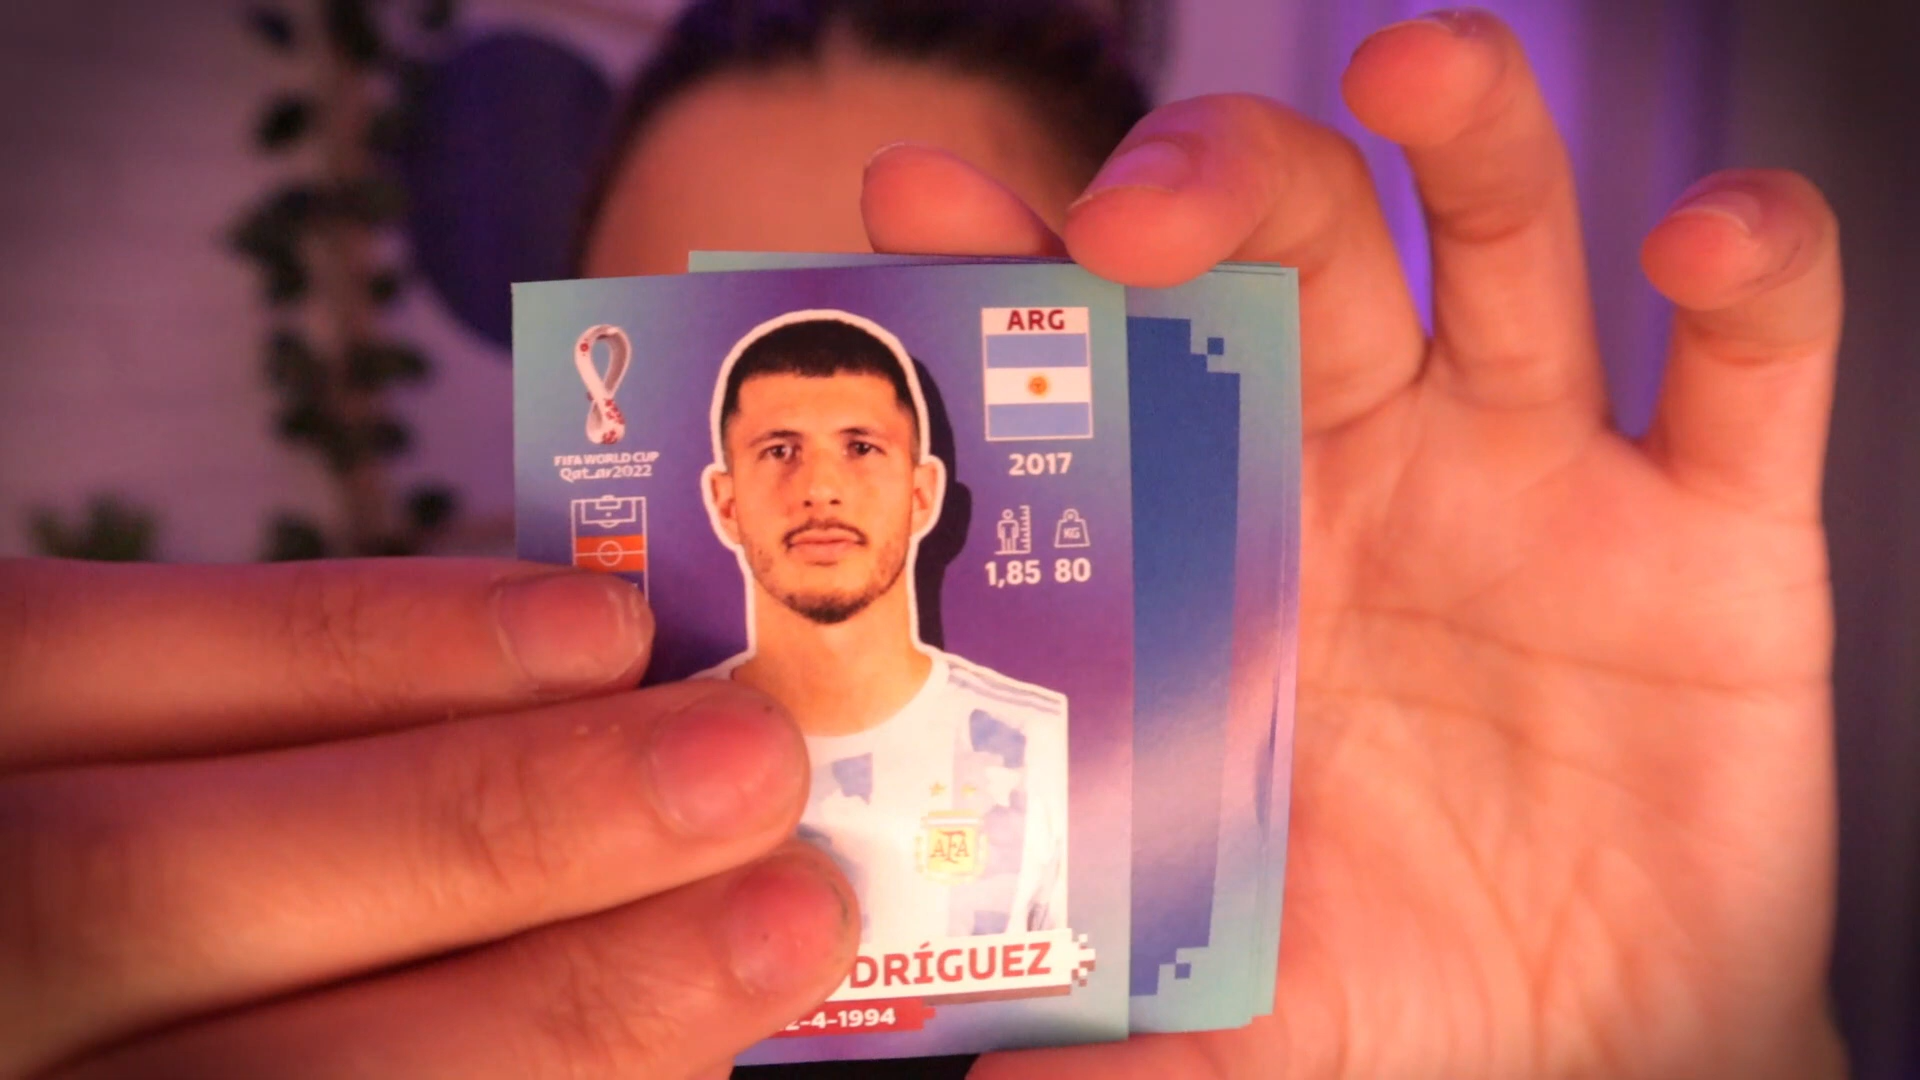 ARG
FIFA WORLD CUP
Qatar2022
2017
KG
1,85 80
AFA
DRÍGUEZ
2-4-1994